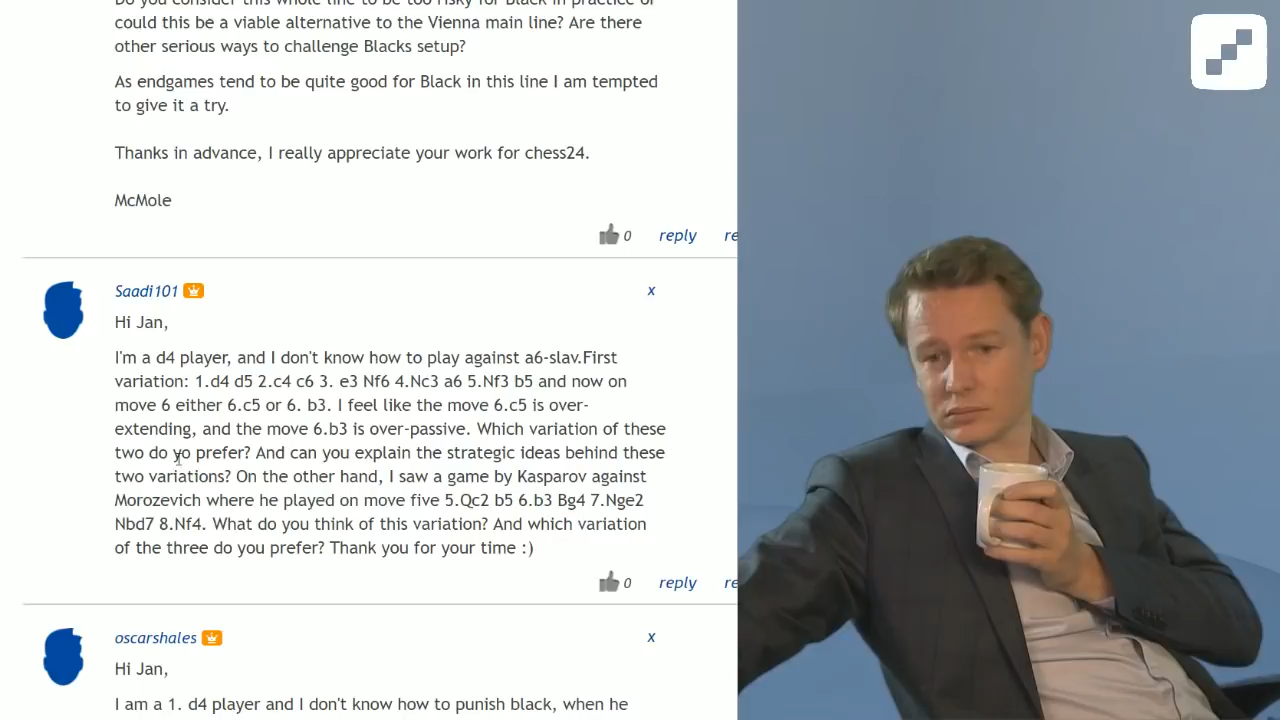 Do you consider this whole line to be too risky for Black in practice or
could this be a viable alternative to the Vienna main line? Are there
other serious ways to challenge Blacks setup?
As endgames tend to be quite good for Black in this line I am tempted
to give it a try.
Thanks in advance, I really appreciate your work for chess24.
McMole
0 reply re
Saadi101 x
Hi Jan,
I'm a d4 player, and I don't know how to play against a6-slav.First
variation: 1.d4 d5 2.c4 c6 3. e3 Nf6 4.Nc3 a6 5.Nf3 b5 and now on
move 6 either 6.c5 or 6. b3. I feel like the move 6.c5 is over-
extending, and the move 6.b3 is over-passive. Which variation of these
two do yo prefer? And can you explain the strategic ideas behind these
two variations? On the other hand, I saw a game by Kasparov against
Morozevich where he played on move five 5.Qc2 b5 6.b3 Bg4 7.Nge2
Nbd7 8.Nf4. What do you think of this variation? And which variation
of the three do you prefer? Thank you for your time :)
0 reply re
oscarshales x
Hi Jan,
I am a 1. d4 player and I don't know how to punish black, when he